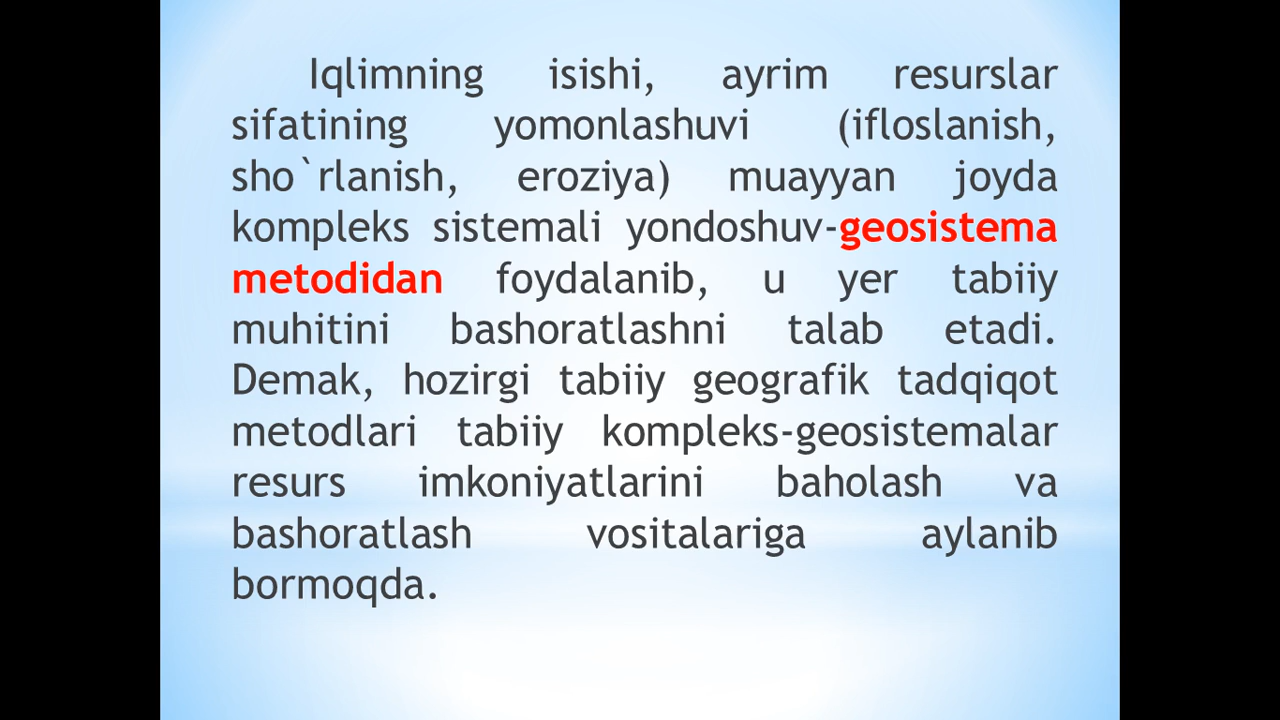 Iqlimning isishi, ayrim resurslar
sifatining yomonlashuvi (ifloslanish,
sho`rlanish, eroziya) muayyan joyda
kompleks sistemali yondoshuv-geosistema
metodidan foydalanib, u yer tabiiy
muhitini bashoratlashni talab etadi.
Demak, hozirgi tabiiy geografik tadqiqot
metodlari tabiiy kompleks-geosistemalar
resurs imkoniyatlarini baholash va
bashoratlash vositalariga aylanib
bormoqda.